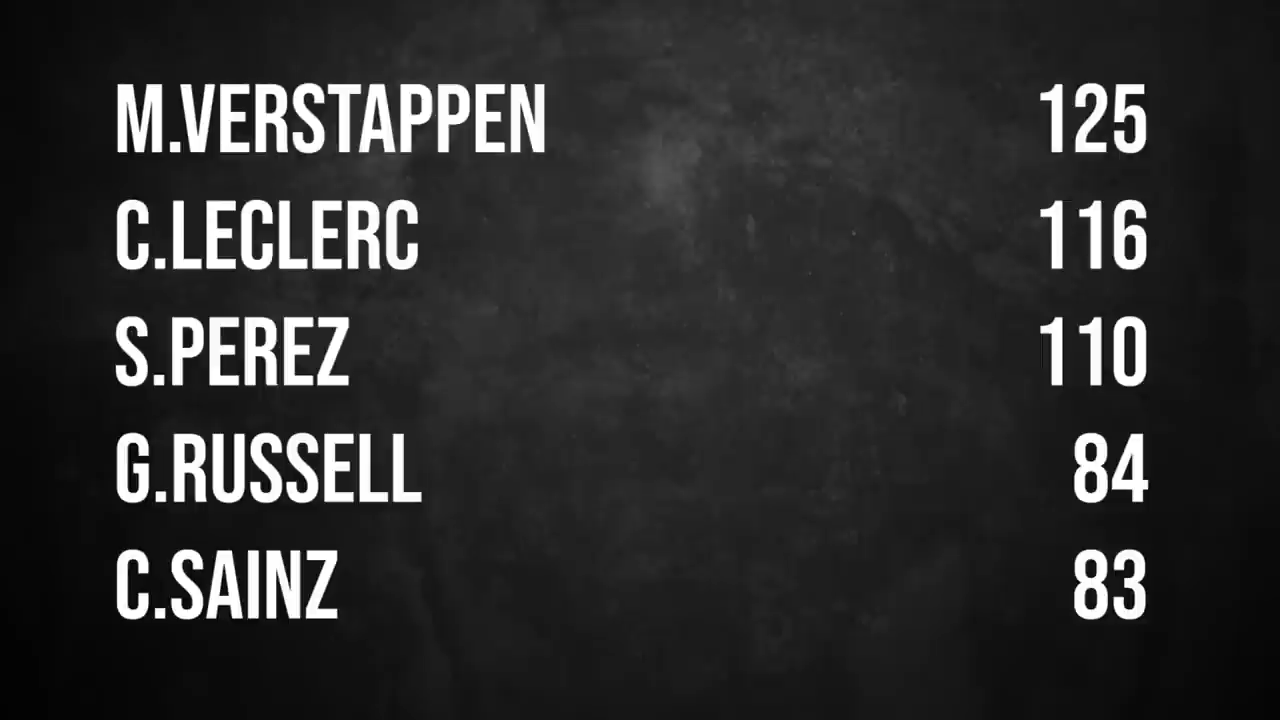 M.VERSTAPPEN 125
C.LECLERC 116
S.PEREZ 110
G.RUSSELL 84
C.SAINZ 83